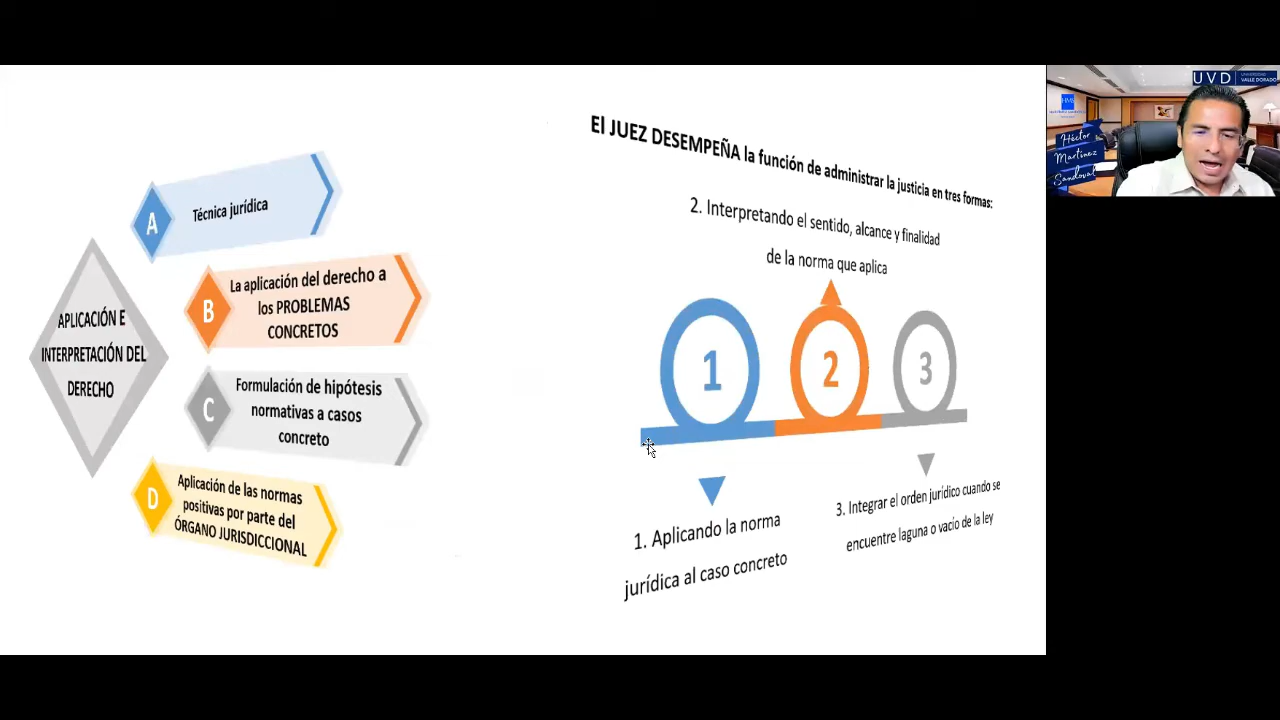 APLICACIÓN E
INTERPRETACIÓN DEL
DERECHO
A
Técnica jurídica
B
La aplicación del derecho a
los PROBLEMAS
CONCRETOS
C
Formulación de hipótesis
normativas a casos
concreto
D
Aplicación de las normas
positivas por parte del
ÓRGANO JURISDICCIONAL
El JUEZ DESEMPEÑA la función de administrar la justicia en tres formas:
2. Interpretando el sentido, alcance y finalidad
de la norma que aplica
1
2
3
1. Aplicando la norma
jurídica al caso concreto
3. Integrar el orden jurídico cuando se
encuentre laguna o vacío de la ley
UVD
UNIVERSIDAD
VALLE DORADO
HMS
Héctor
Martínez
Sandoval